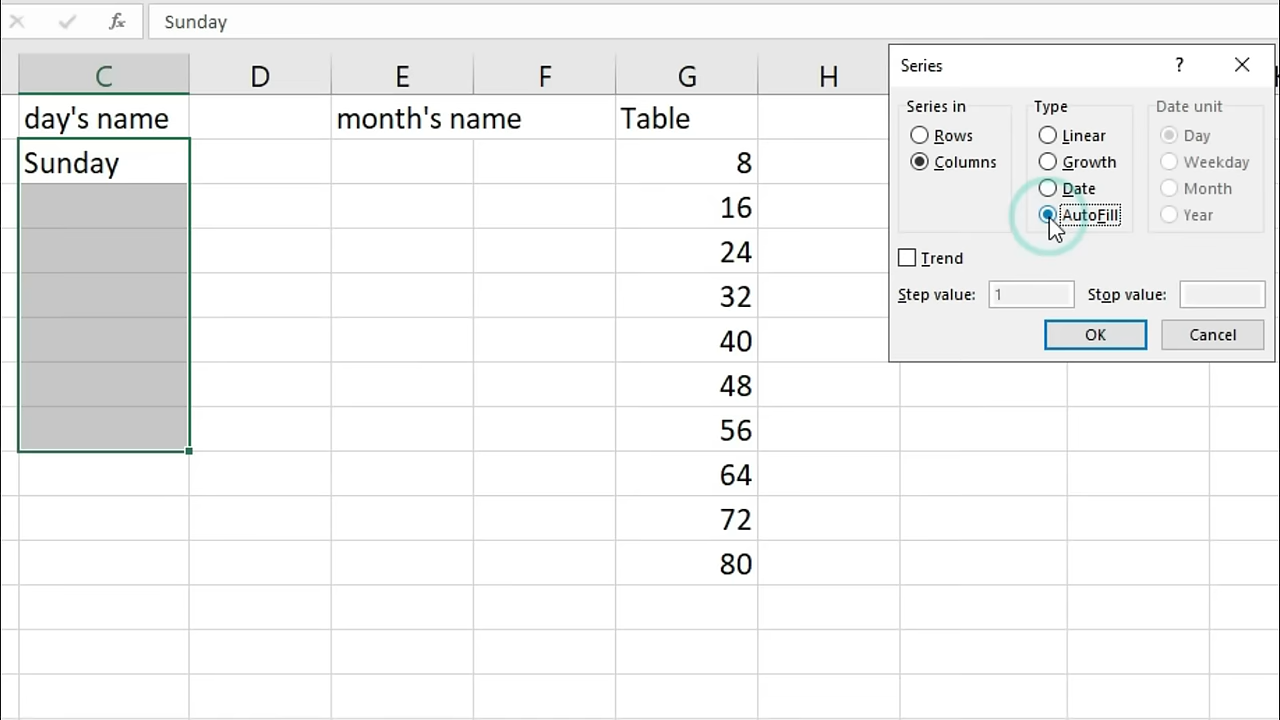 fx Sunday
C D E F G H
day's name month's name Table
Sunday 8
16
24
32
40
48
56
64
72
80
Series ?
Series in Type Date unit
Rows Linear Day
Columns Growth Weekday
Date Month
AutoFill Year
Trend
Step value: 1 Stop value:
OK Cancel